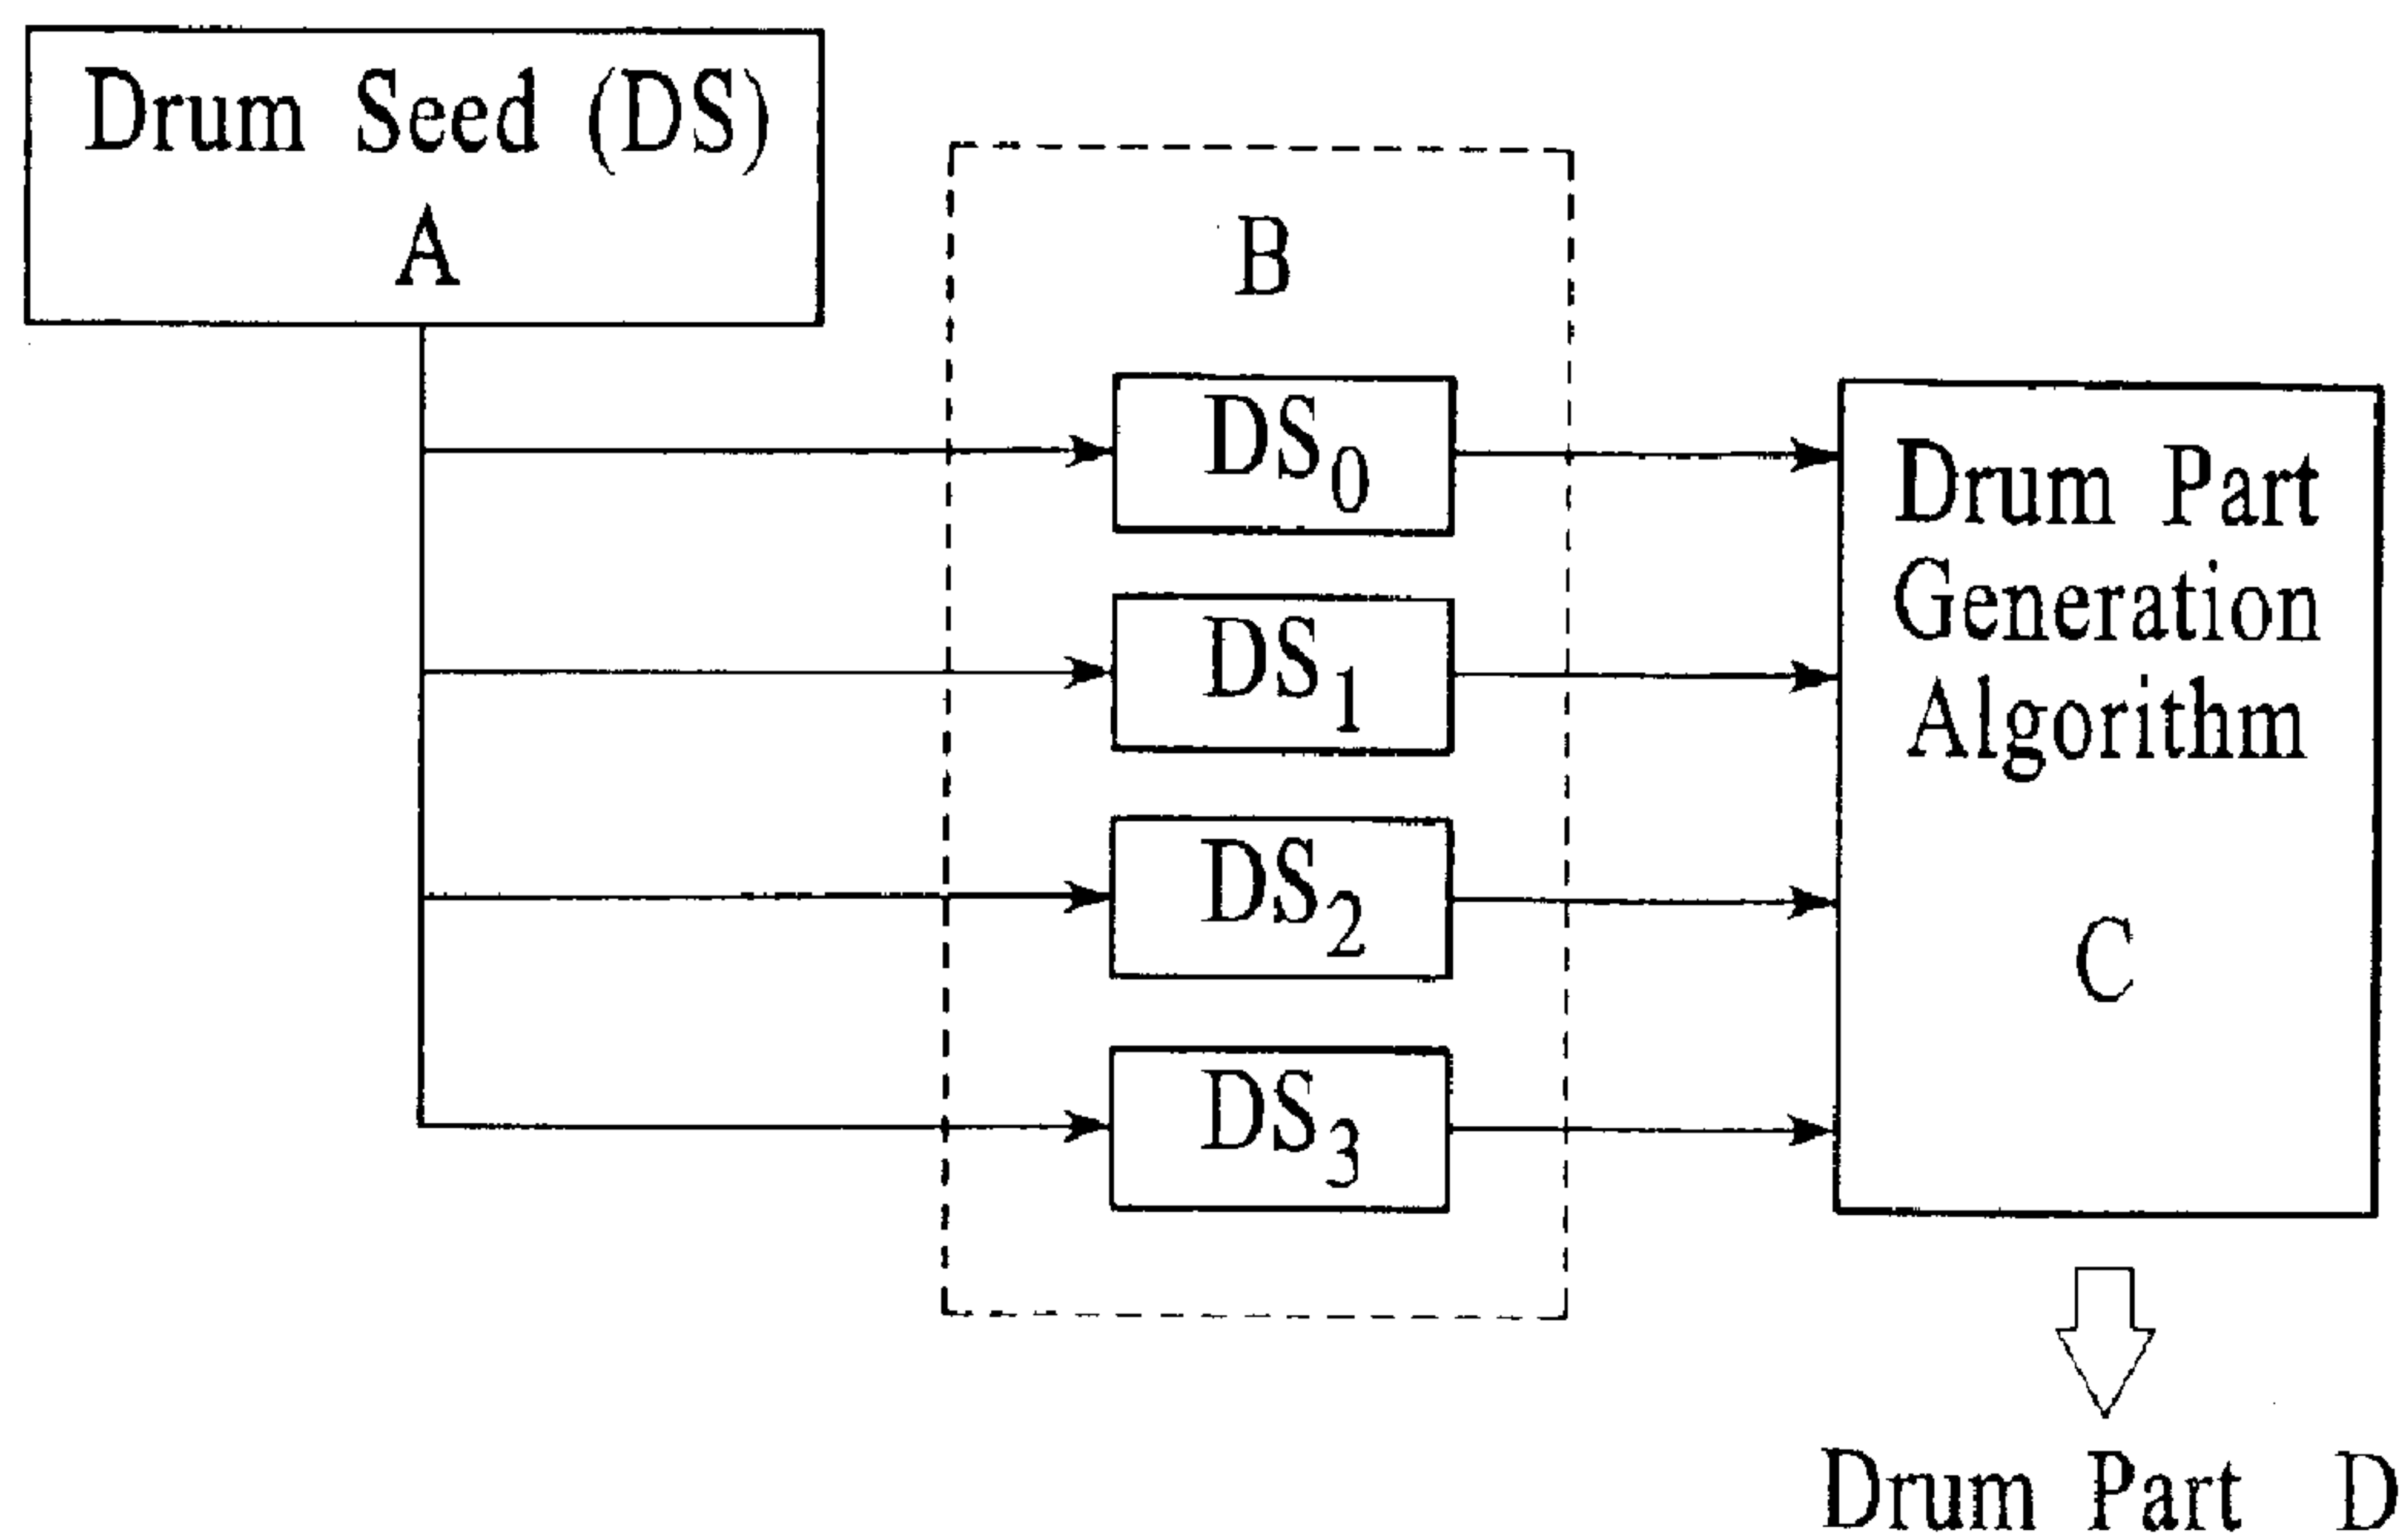 Drum Seed (DS)
A
B
DS0
DS1
DS2
DS3
Drum Part
Generation
Algorithm
C
Drum Part D